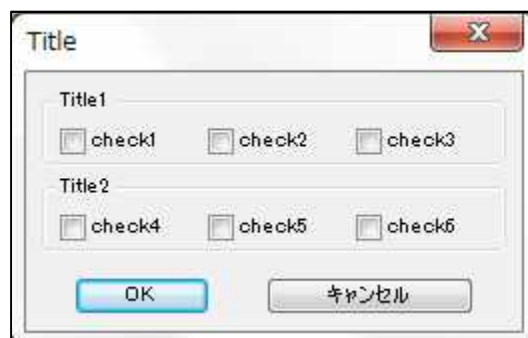 Title
Title1
check1 check2 check3
Title2
check4 check5 check6
OK キャンセル